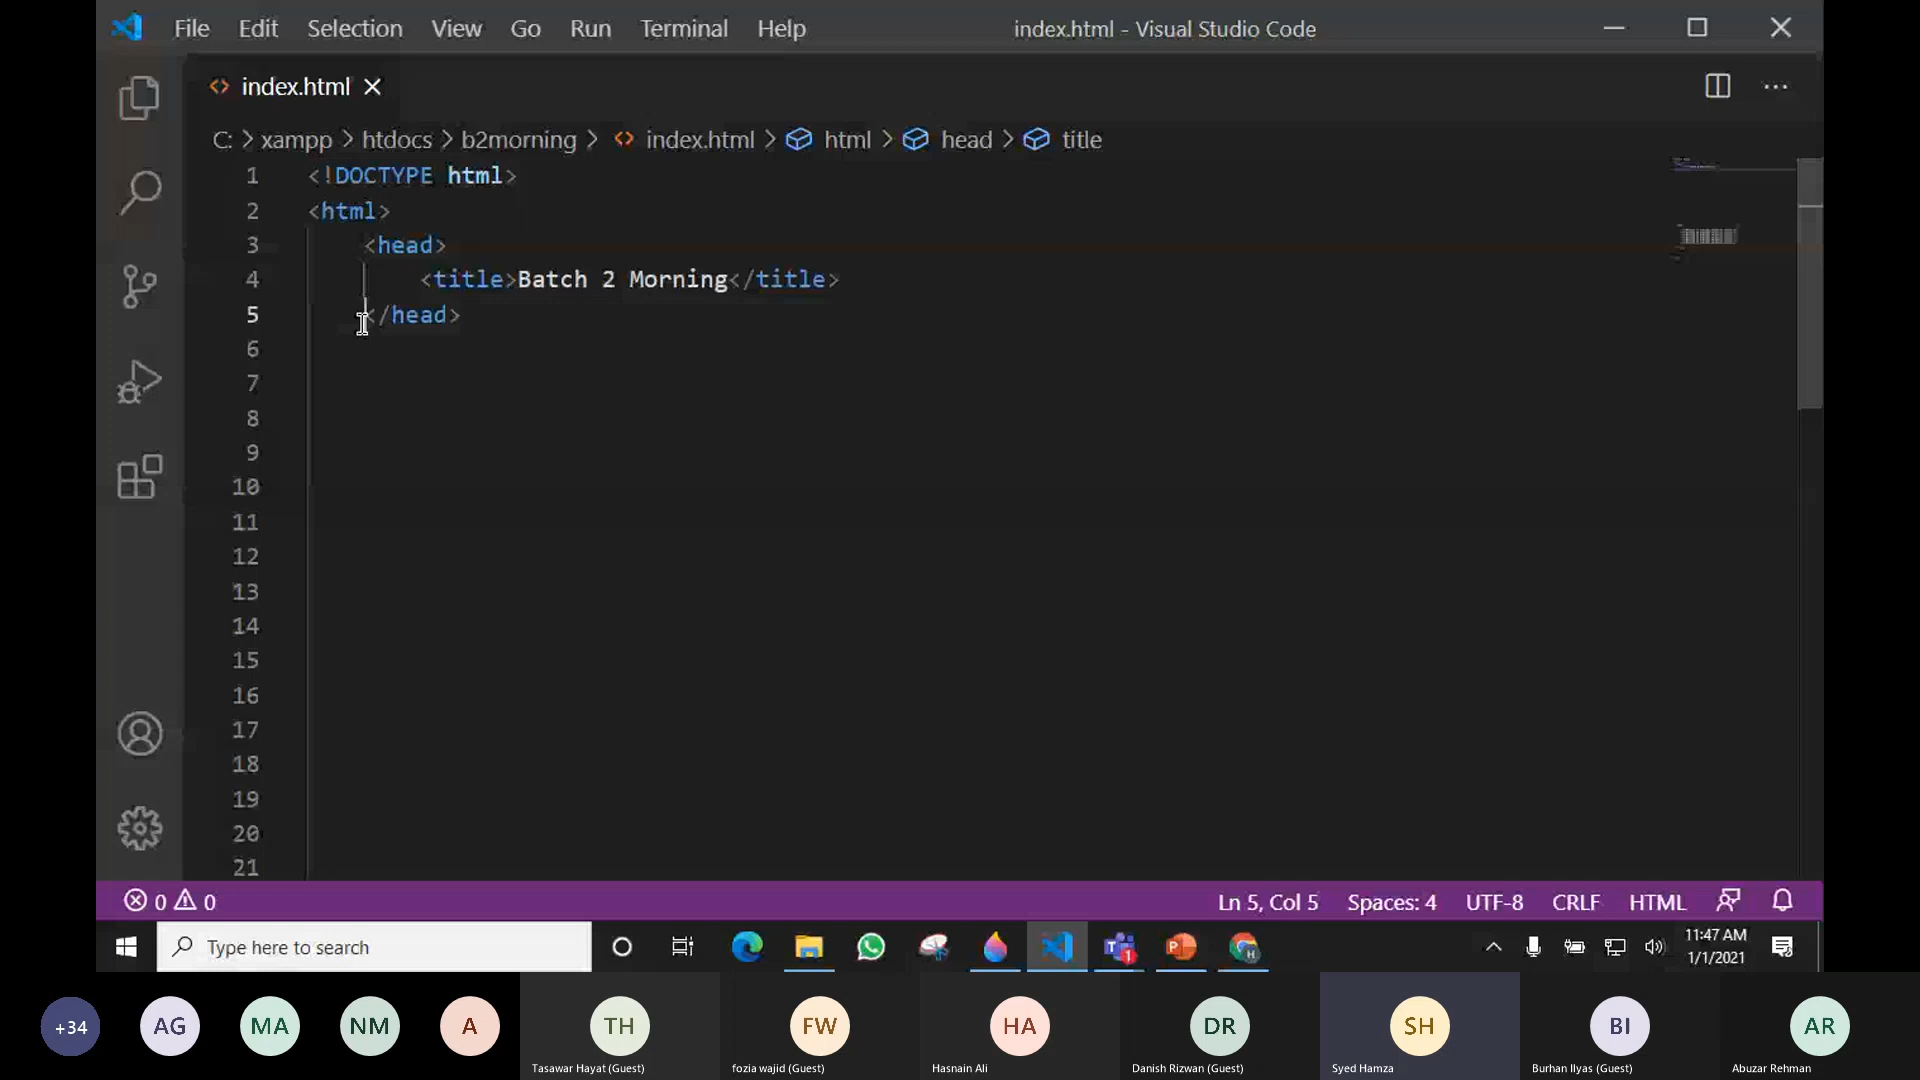 File Edit Selection View Go Run Terminal Help index.html - Visual Studio Code
index.html
C: > xampp > htdocs > b2morning > index.html > html > head > title
1 <!DOCTYPE html>
2 <html>
3 <head>
4 <title>Batch 2 Morning</title>
5 </head>
6
7
8
9
10
11
12
13
14
15
16
17
18
19
20
21
0 0 Ln 5, Col 5 Spaces: 4 UTF-8 CRLF HTML
Type here to search 1 H 11:47 AM
1/1/2021
+34 AG MA NM A TH FW HA DR SH BI AR
Tasawar Hayat (Guest) fozia wajid (Guest) Hasnain Ali Danish Rizwan (Guest) Syed Hamza Burhan Ilyas (Guest) Abuzar Rehman